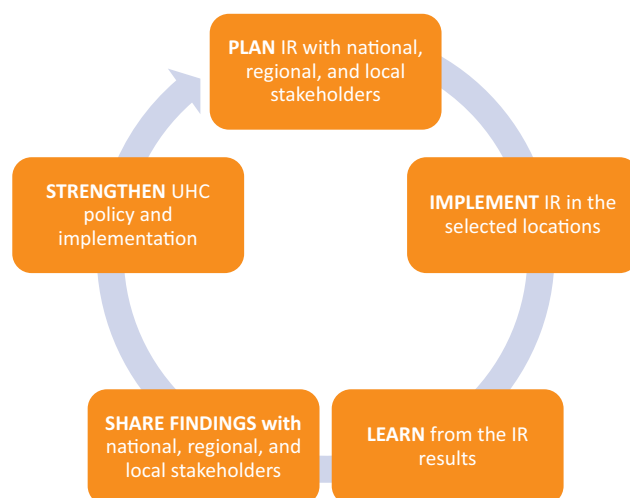 PLAN IR with national,
regional, and local
stakeholders
IMPLEMENT IR in the
selected locations
LEARN from the IR
results
SHARE FINDINGS with
national, regional, and
local stakeholders
STRENGTHEN UHC
policy and
implementation